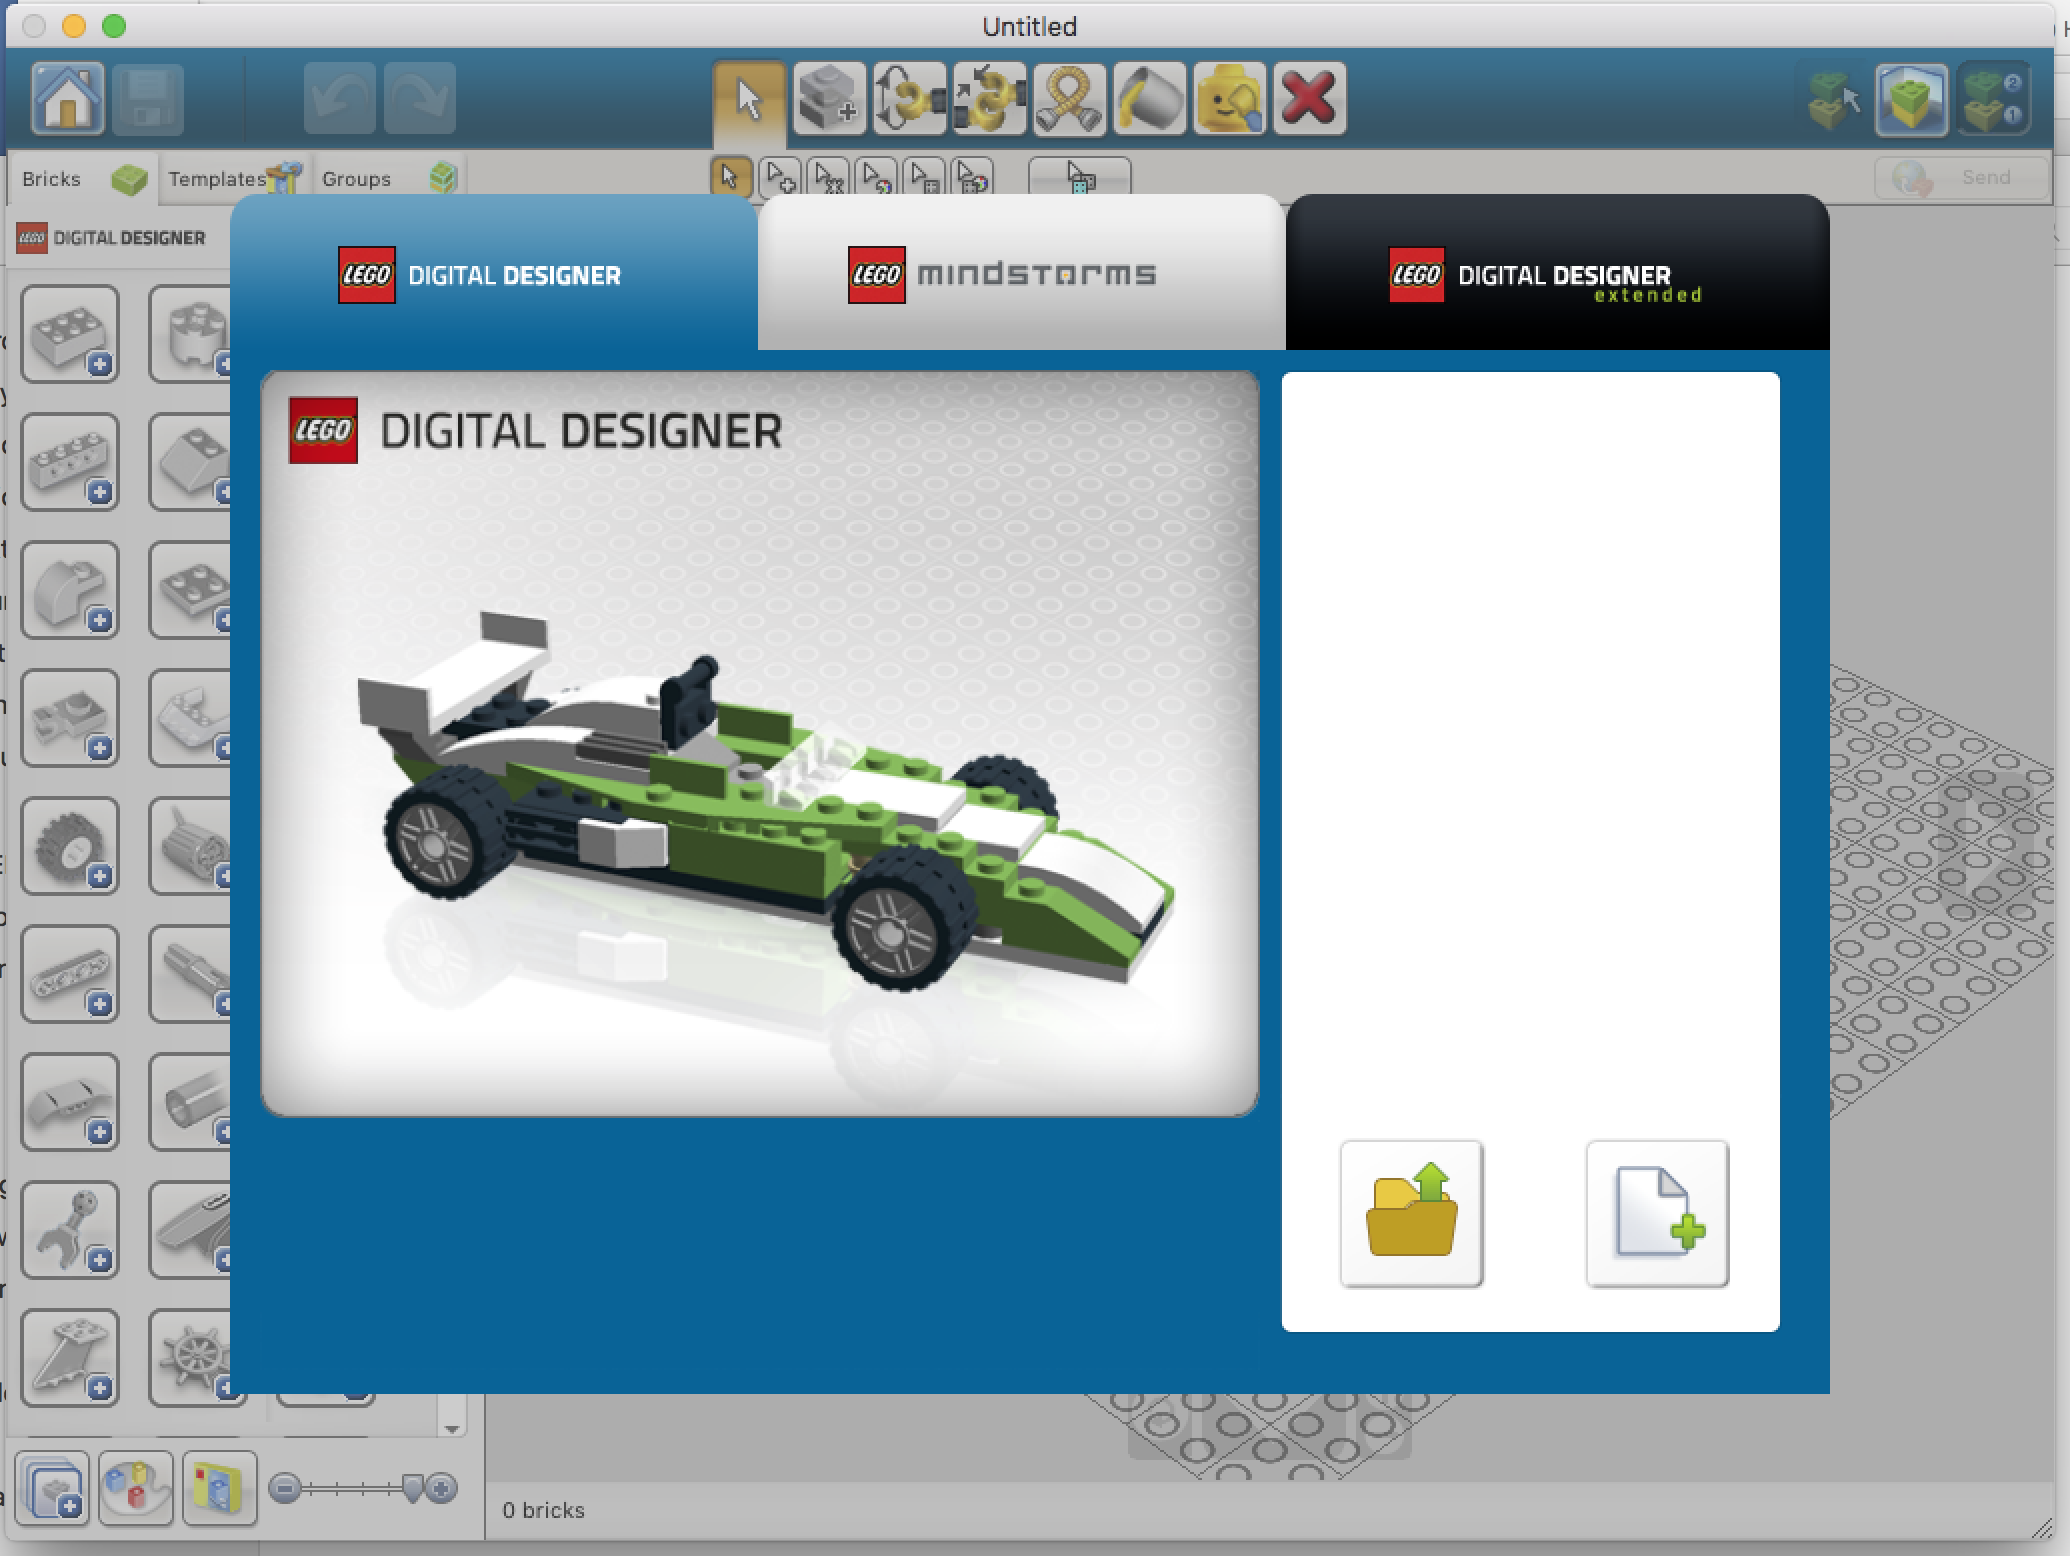 Untitled
Bricks
Templates
Groups
Send
LEGO DIGITAL DESIGNER
LEGO DIGITAL DESIGNER
LEGO mindstorms
LEGO DIGITAL DESIGNER
extended
LEGO DIGITAL DESIGNER
0 bricks